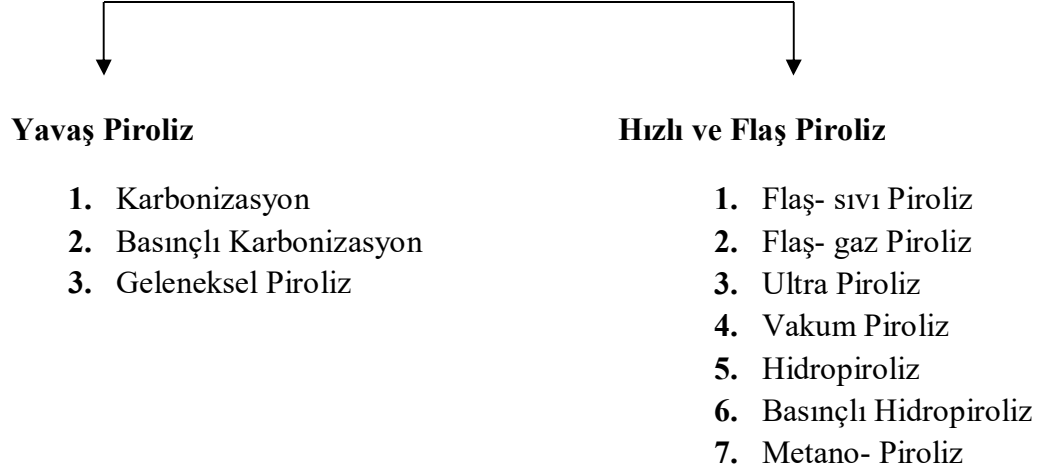 Yavaş Piroliz
1. Karbonizasyon
2. Basınçlı Karbonizasyon
3. Geleneksel Piroliz
Hızlı ve Flaş Piroliz
1. Flaş- sıvı Piroliz
2. Flaş- gaz Piroliz
3. Ultra Piroliz
4. Vakum Piroliz
5. Hidropiroliz
6. Basınçlı Hidropiroliz
7. Metano- Piroliz